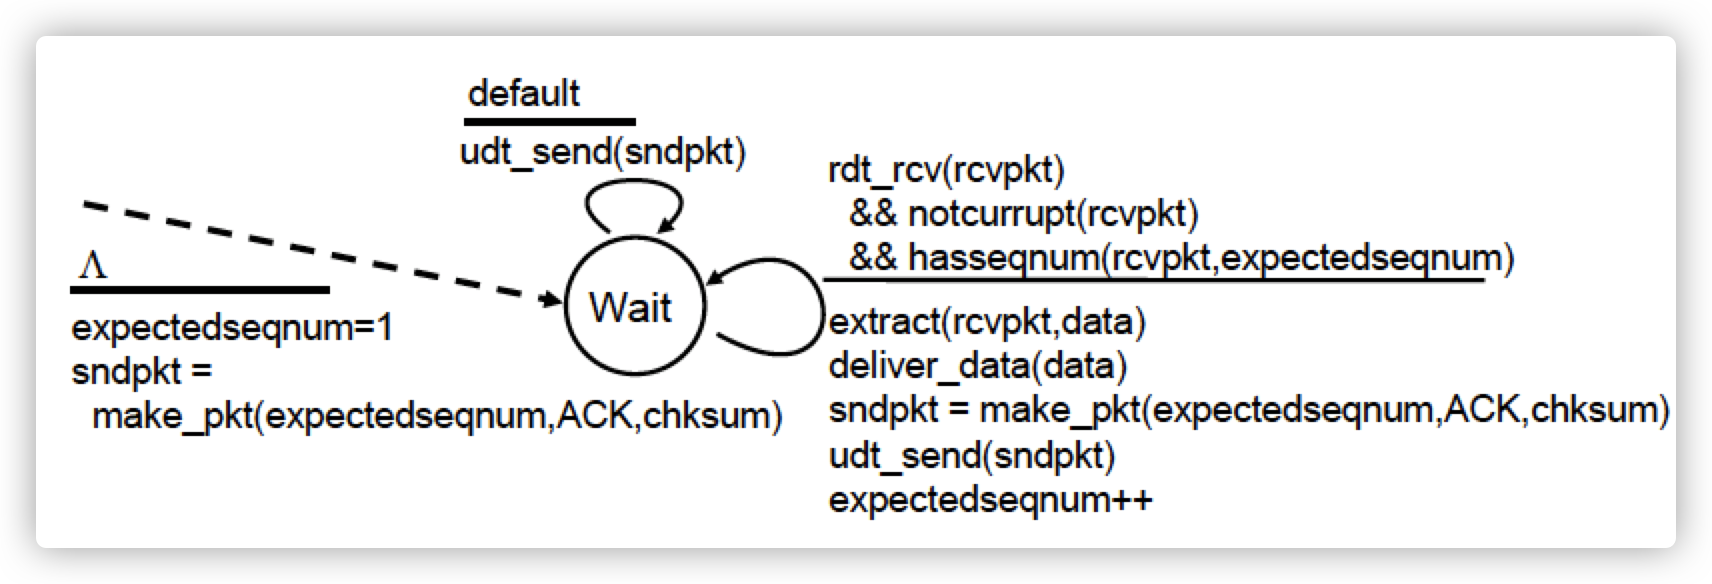 default
udt_send(sndpkt)
Λ
expectedseqnum=1
sndpkt =
make_pkt(expectedseqnum,ACK,chksum)
Wait
rdt_rcv(rcvpkt)
&& notcurrupt(rcvpkt)
&& hasseqnum(rcvpkt,expectedseqnum)
extract(rcvpkt,data)
deliver_data(data)
sndpkt = make_pkt(expectedseqnum,ACK,chksum)
udt_send(sndpkt)
expectedseqnum++